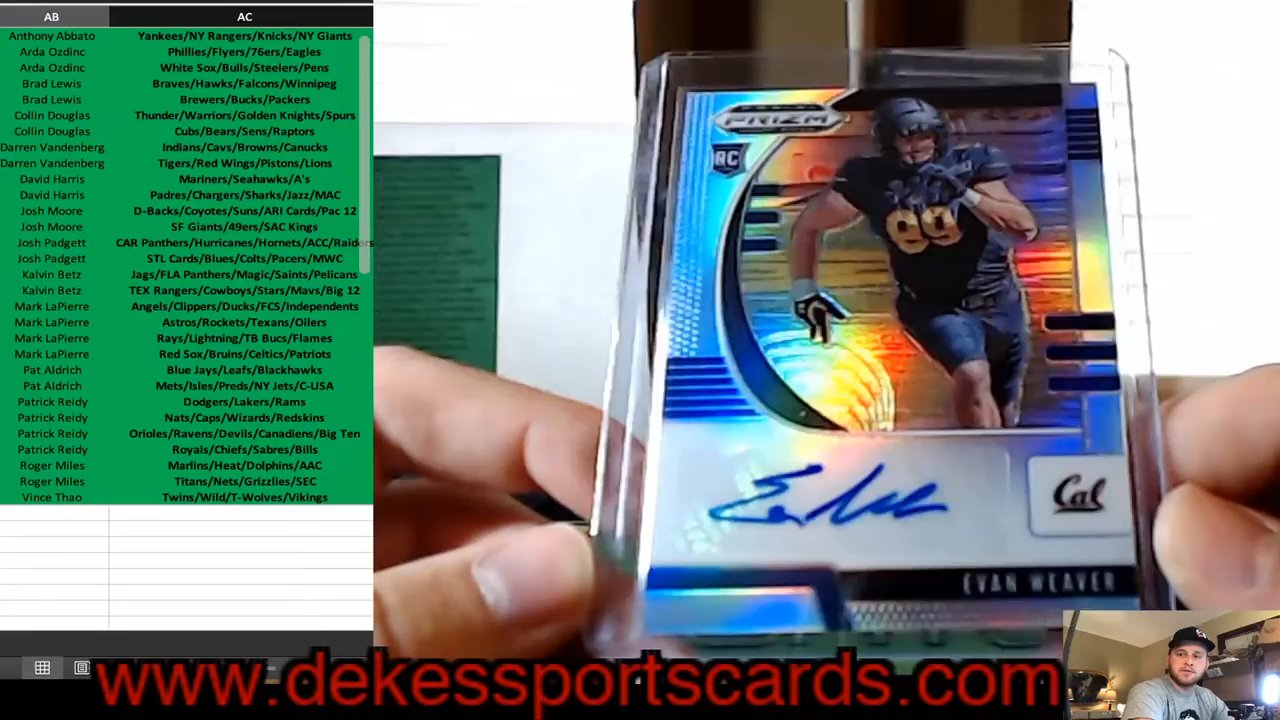 AB AC
Anthony Abbato Yankees/NY Rangers/Knicks/NY Giants
Arda Ozdinc Phillies/Flyers/76ers/Eagles
Arda Ozdinc White Sox/Bulls/Steelers/Pens
Brad Lewis Braves/Hawks/Falcons/Winnipeg
Brad Lewis Brewers/Bucks/Packers
Collin Douglas Thunder/Warriors/Golden Knights/Spurs
Collin Douglas Cubs/Bears/Sens/Raptors
Darren Vandenberg Indians/Cavs/Browns/Canucks
Darren Vandenberg Tigers/Red Wings/Pistons/Lions
David Harris Mariners/Seahawks/A's
David Harris Padres/Chargers/Sharks/Jazz/MAC
Josh Moore D-Backs/Coyotes/Suns/ARI Cards/Pac 12
Josh Moore SF Giants/49ers/SAC Kings
Josh Padgett CAR Panthers/Hurricanes/Hornets/ACC/Raiders
Josh Padgett STL Cards/Blues/Colts/Pacers/MWC
Kalvin Betz Jags/FLA Panthers/Magic/Saints/Pelicans
Kalvin Betz TEX Rangers/Cowboys/Stars/Mavs/Big 12
Mark LaPierre Angels/Clippers/Ducks/FCS/Independents
Mark LaPierre Astros/Rockets/Texans/Oilers
Mark LaPierre Rays/Lightning/TB Bucs/Flames
Mark LaPierre Red Sox/Bruins/Celtics/Patriots
Pat Aldrich Blue Jays/Leafs/Blackhawks
Pat Aldrich Mets/Isles/Preds/NY Jets/C-USA
Patrick Reidy Dodgers/Lakers/Rams
Patrick Reidy Nats/Caps/Wizards/Redskins
Patrick Reidy Orioles/Ravens/Devils/Canadiens/Big Ten
Patrick Reidy Royals/Chiefs/Sabres/Bills
Roger Miles Marlins/Heat/Dolphins/AAC
Roger Miles Titans/Nets/Grizzlies/SEC
Vince Thao Twins/Wild/T-Wolves/Vikings
PRIZM
RC
89
Cal
EVAN WEAVER
www.dekessportscards.com